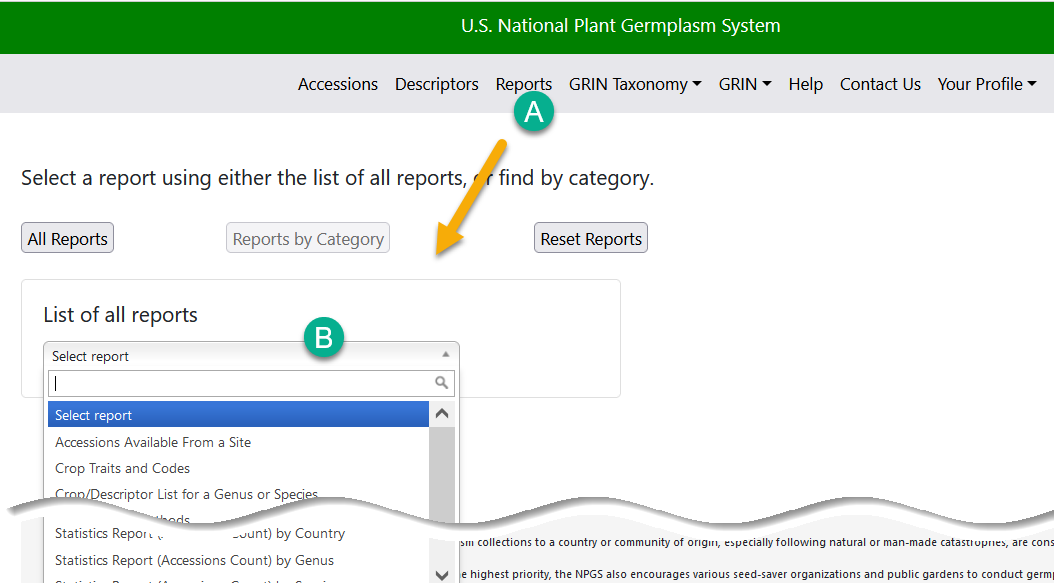 U.S. National Plant Germplasm System
Accessions Descriptors Reports GRIN Taxonomy GRIN Help Contact Us Your Profile
A
Select a report using either the list of all reports, or find by category.
All Reports Reports by Category Reset Reports
List of all reports
B
Select report
Select report
Accessions Available From a Site
Crop Traits and Codes
Crop/Descriptor List for a Genus or Species
Statistics Report by Country
collections to a country or community of origin, especially following natural or man-made catastrophes, are
Statistics Report (Accessions Count) by Genus
highest priority, the NPGS also encourages various seed-saver organizations and public gardens to conduct
Statistics Report (Accessions Count) by